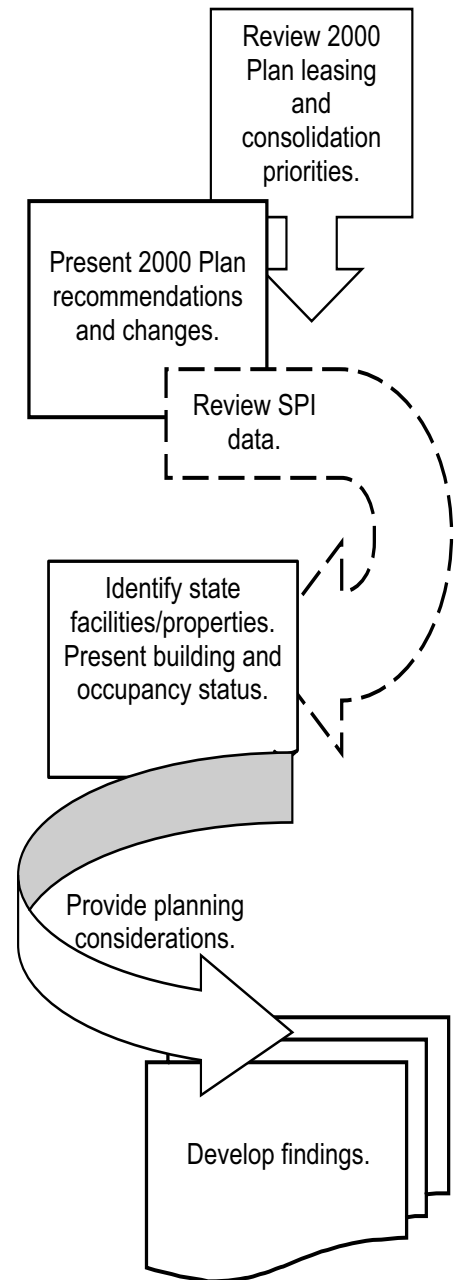 Review 2000
Plan leasing
and
consolidation
priorities.
Present 2000 Plan
recommendations
and changes.
Review SPI
data.
Identify state
facilities/properties.
Present building and
occupancy status.
Provide planning
considerations.
Develop findings.